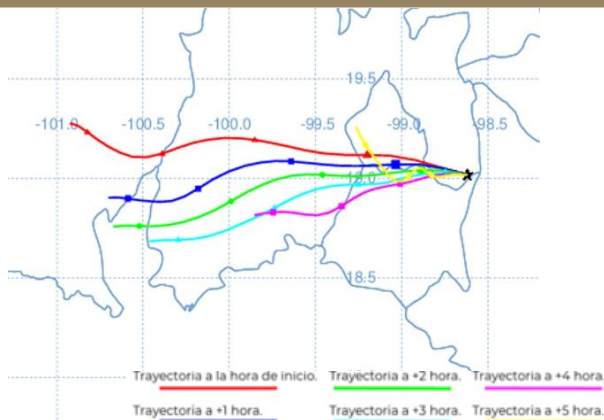 19.5
-101.0 -100.5 -100.0 -99.5 -99.0 -98.5
19.0
18.5
Trayectoria a la hora de inicio. Trayectoria a +2 hora. Trayectoria a +4 hora.
Trayectoria a +1 hora. Trayectoria a +3 hora. Trayectoria a +5 hora.